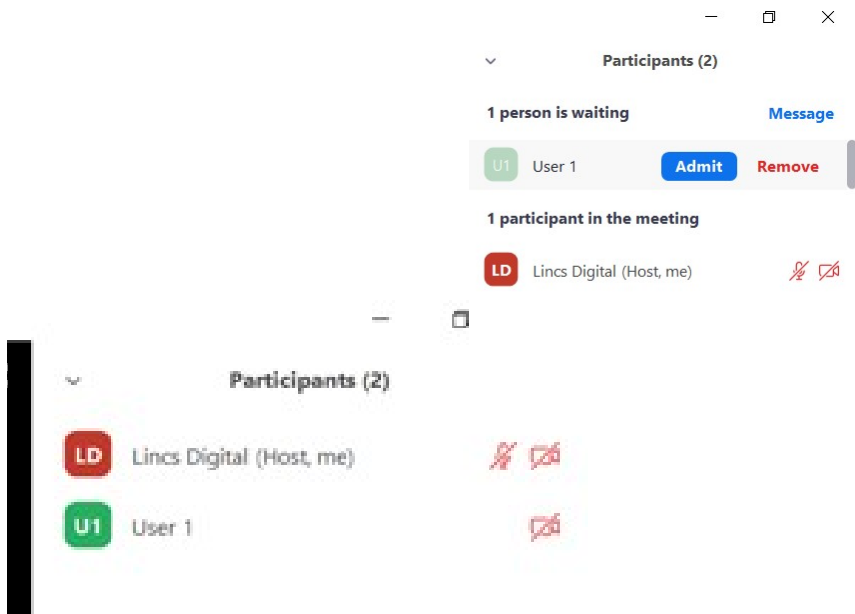 Participants (2)
1 person is waiting Message
U1 User 1 Admit Remove
1 participant in the meeting
LD Lincs Digital (Host, me)
Participants (2)
LD Lincs Digital (Host, me)
U1 User 1